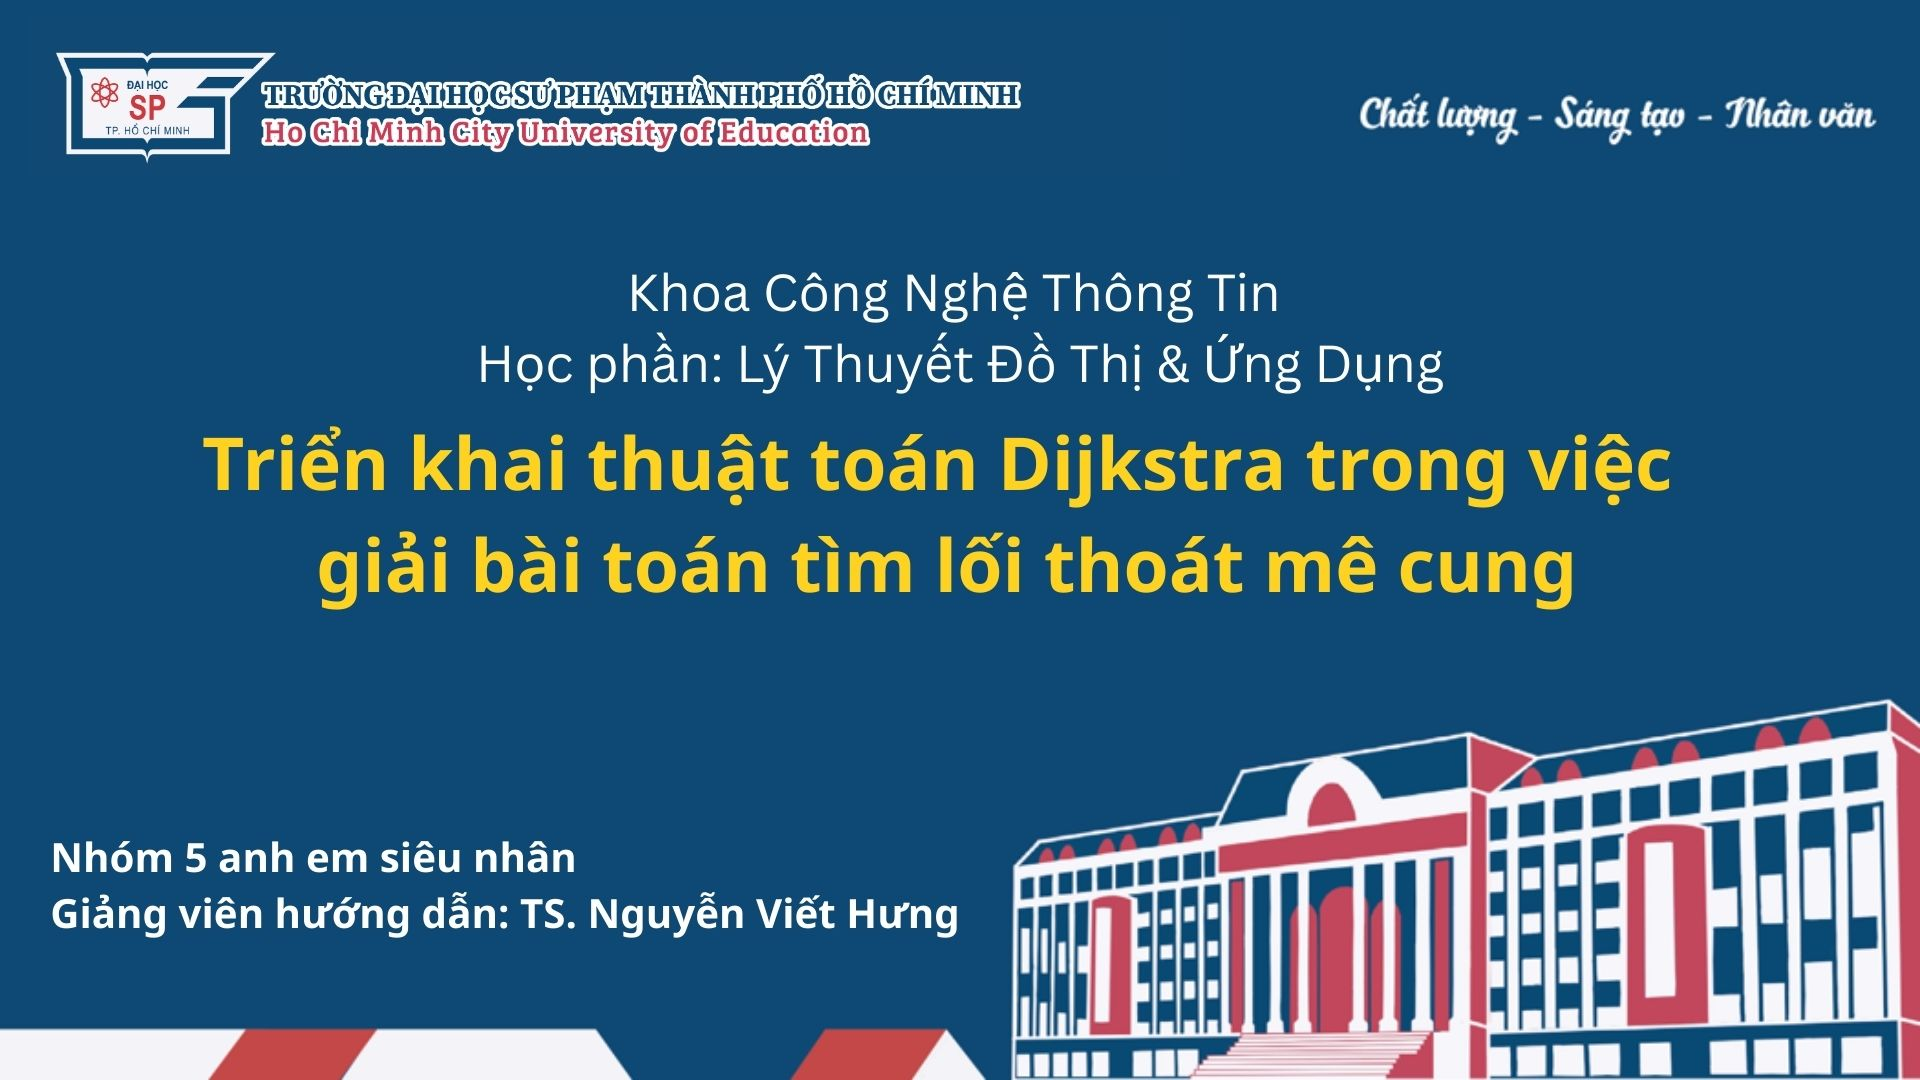 ĐẠI HỌC
SP
TP. HỒ CHÍ MINH
TRƯỜNG ĐẠI HỌC SƯ PHẠM THÀNH PHỐ HỒ CHÍ MINH
Ho Chi Minh City University of Education
Chất lượng - Sáng tạo - Nhân văn
Khoa Công Nghệ Thông Tin
Học phần: Lý Thuyết Đồ Thị & Ứng Dụng
Triển khai thuật toán Dijkstra trong việc
giải bài toán tìm lối thoát mê cung
Nhóm 5 anh em siêu nhân
Giảng viên hướng dẫn: TS. Nguyễn Viết Hưng